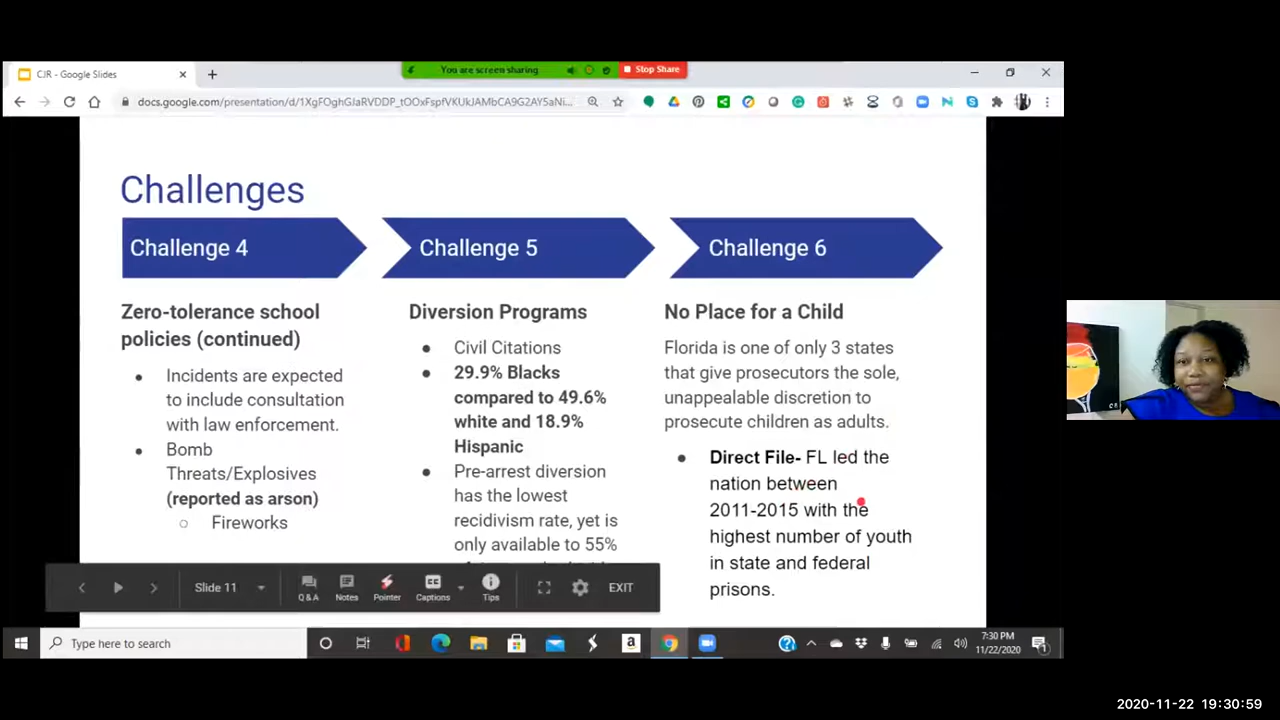 CJR - Google Slides
You are screen sharing
Stop Share
Challenges
Challenge 4
Challenge 5
Challenge 6
Zero-tolerance school
policies (continued)
Incidents are expected
to include consultation
with law enforcement.
Bomb
Threats/Explosives
(reported as arson)
Fireworks
Diversion Programs
Civil Citations
29.9% Blacks
compared to 49.6%
white and 18.9%
Hispanic
Pre-arrest diversion
has the lowest
recidivism rate, yet is
only available to 55%
No Place for a Child
Florida is one of only 3 states
that give prosecutors the sole,
unappealable discretion to
prosecute children as adults.
Direct File- FL led the
nation between
2011-2015 with the
highest number of youth
in state and federal
prisons.
Slide 11
Q & A
Notes
Pointer
Captions
Tips
EXIT
Type here to search
7:30 PM
11/22/2020
2020-11-22 19:30:59